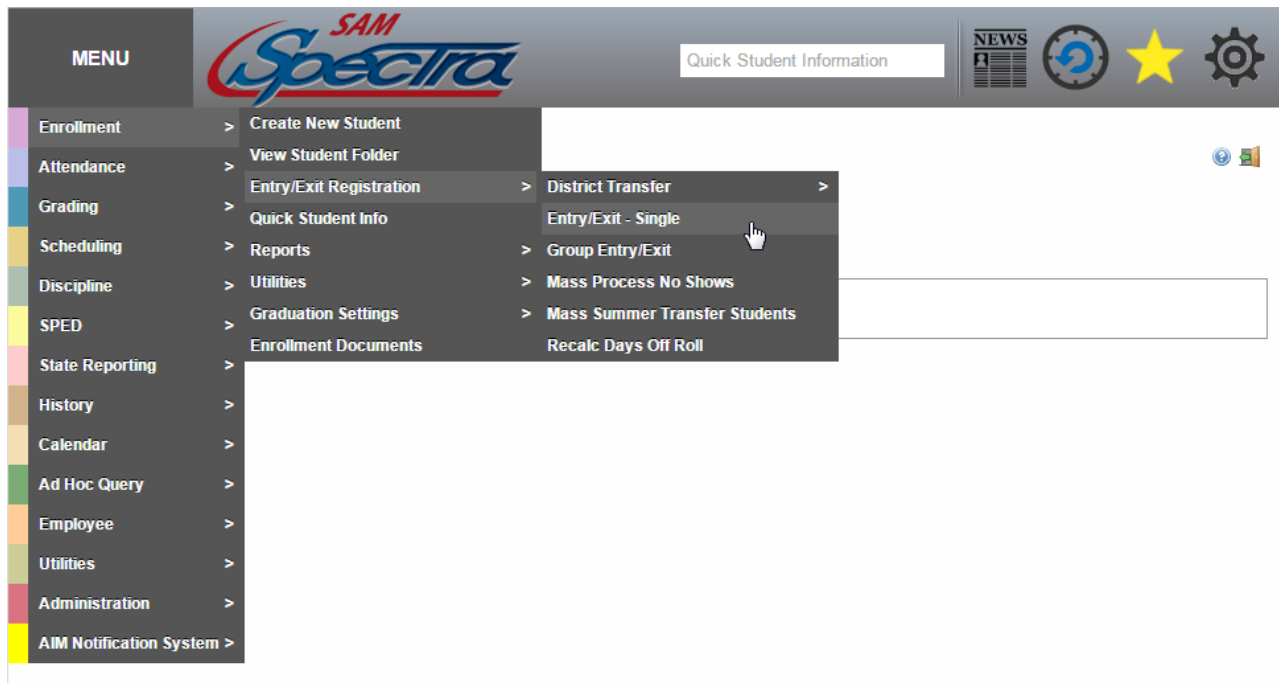 MENU
SAM
Spectra
Quick Student Information
NEWS
Enrollment >
Attendance >
Grading >
Scheduling >
Discipline >
SPED >
State Reporting >
History >
Calendar >
Ad Hoc Query >
Employee >
Utilities >
Administration >
AIM Notification System >
Create New Student
View Student Folder
Entry/Exit Registration >
Quick Student Info
Reports >
Utilities >
Graduation Settings >
Enrollment Documents
District Transfer >
Entry/Exit - Single
Group Entry/Exit
Mass Process No Shows
Mass Summer Transfer Students
Recalc Days Off Roll